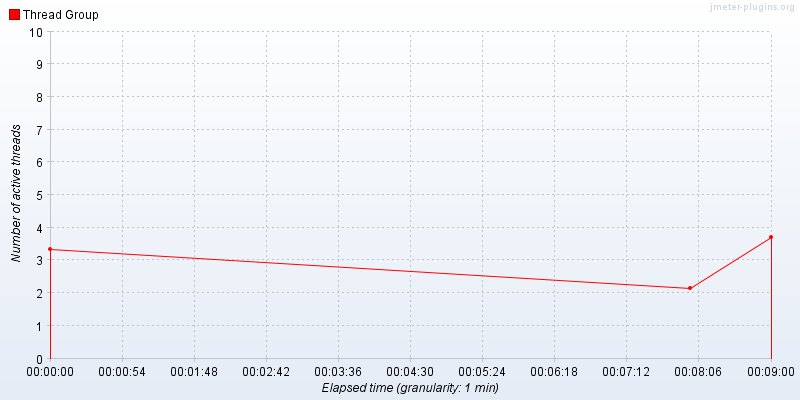 jmeter-plugins.org
Thread Group
10
9
8
7
6
5
4
3
2
1
0
Number of active threads
00:00:00 00:00:54 00:01:48 00:02:42 00:03:36 00:04:30 00:05:24 00:06:18 00:07:12 00:08:06 00:09:00
Elapsed time (granularity: 1 min)